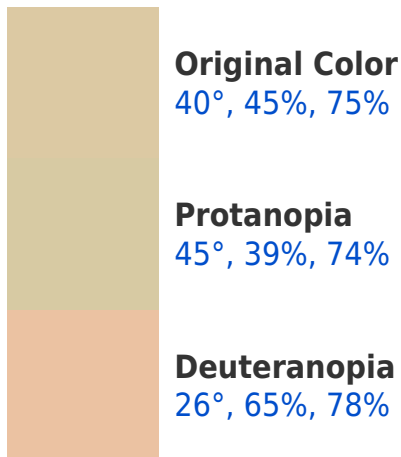 Original Color
40°, 45%, 75%
Protanopia
45°, 39%, 74%
Deuteranopia
26°, 65%, 78%